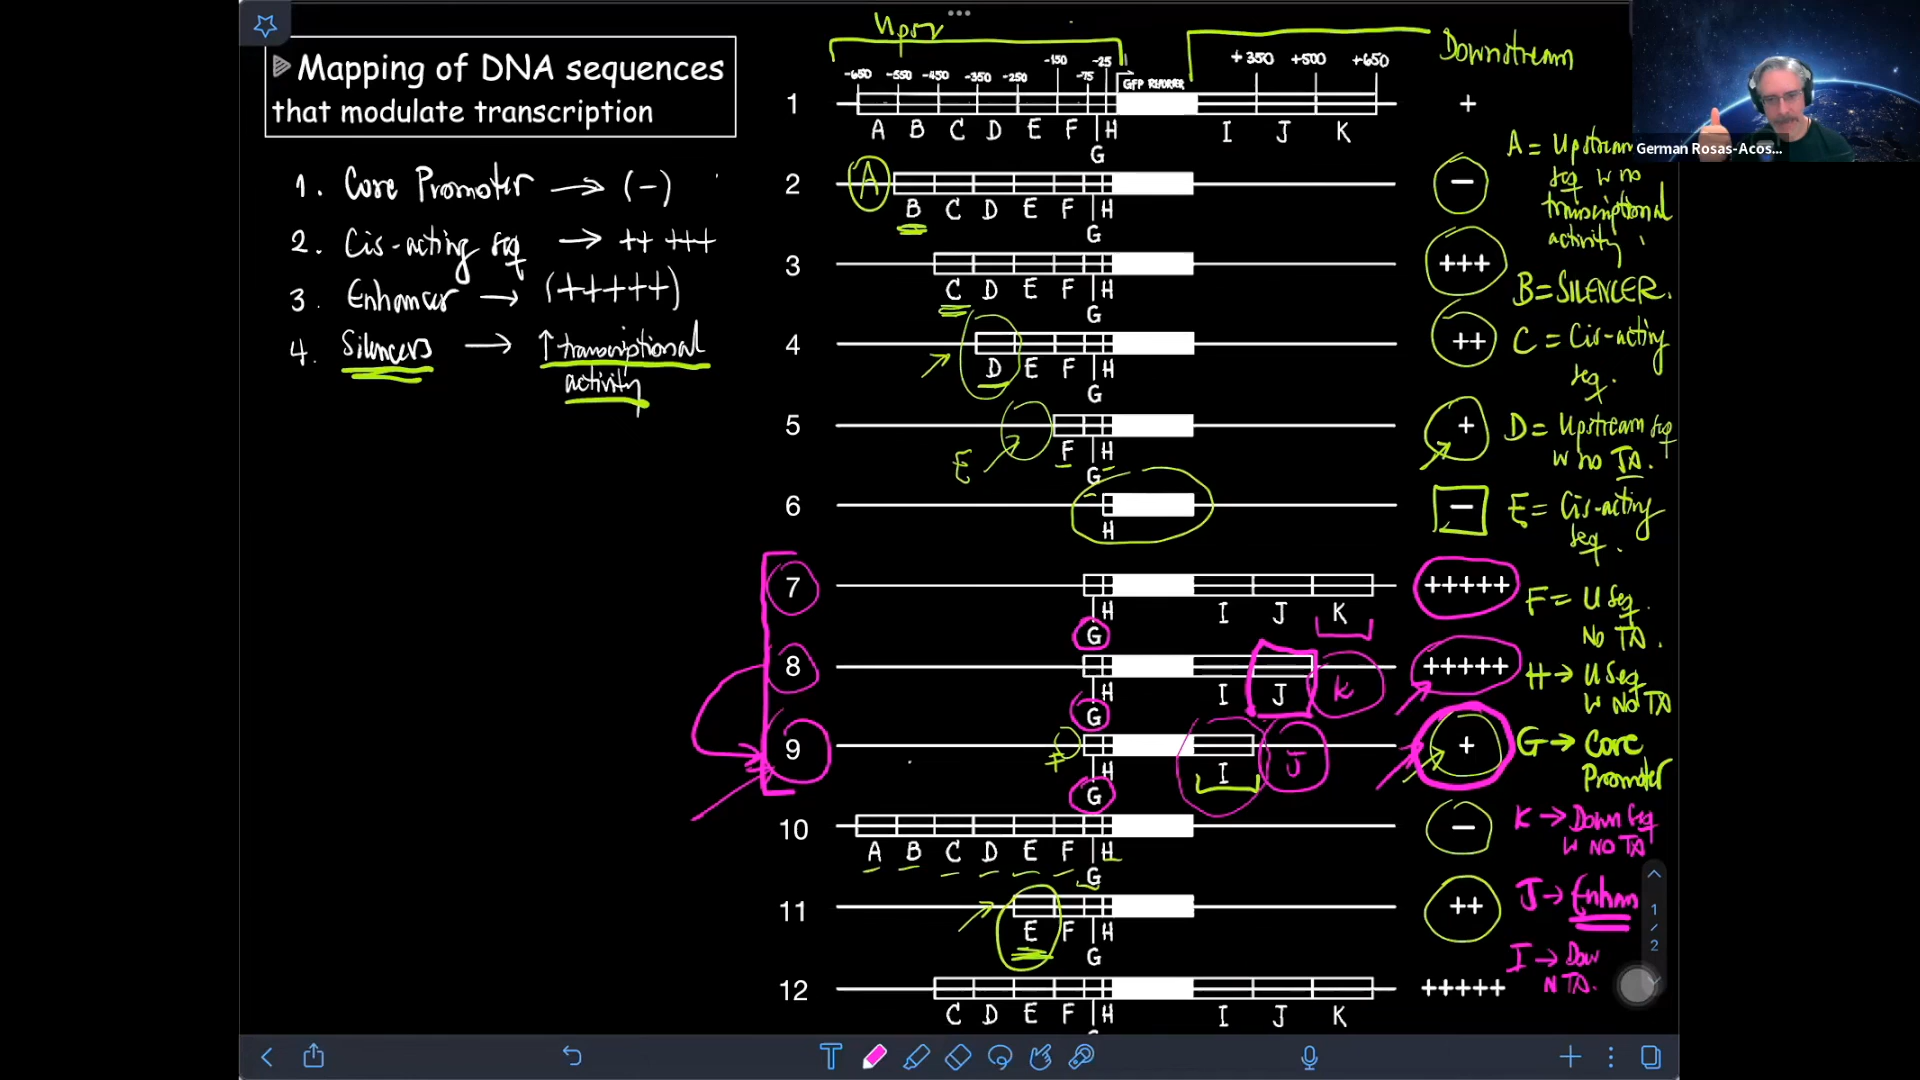 Mapping of DNA sequences
that modulate transcription
1. Core Promoter → (-)
2. Cis-acting seq → ++ +++
3. Enhancer → (+++++)
4. Silencers → ↑ transcriptional
activity
Downstream
-650 -550 -450 -350 -250 -150 -75 -25 +350 +500 +650
GFP REPORTER
1 +
A B C D E F H I J K
G
2 A -
B C D E F H
G
3 +++
C D E F H
G
4 ++
D E F H
G
5 +
E F H
G
6 -
H
7 +++++
H I J K
G
8 +++++
H I J K
G
9 +
F H I J
G
10 -
A B C D E F H
G
11 ++
E F H
G
12 +++++
C D E F H I J K
German Rosas-Acos...
A = Upstream
seq w no
transcriptional
activity
B = SILENCER.
C = Cis-acting
seq.
D = Upstream seq
w no TA.
E = Cis-acting
seq.
F = U seq.
No TA.
H → U seq
w No TA
G → Core
Promoter
K → Down seq
w NO TA
J → Enhan
I → Dow
N TA.
1
/
2
T